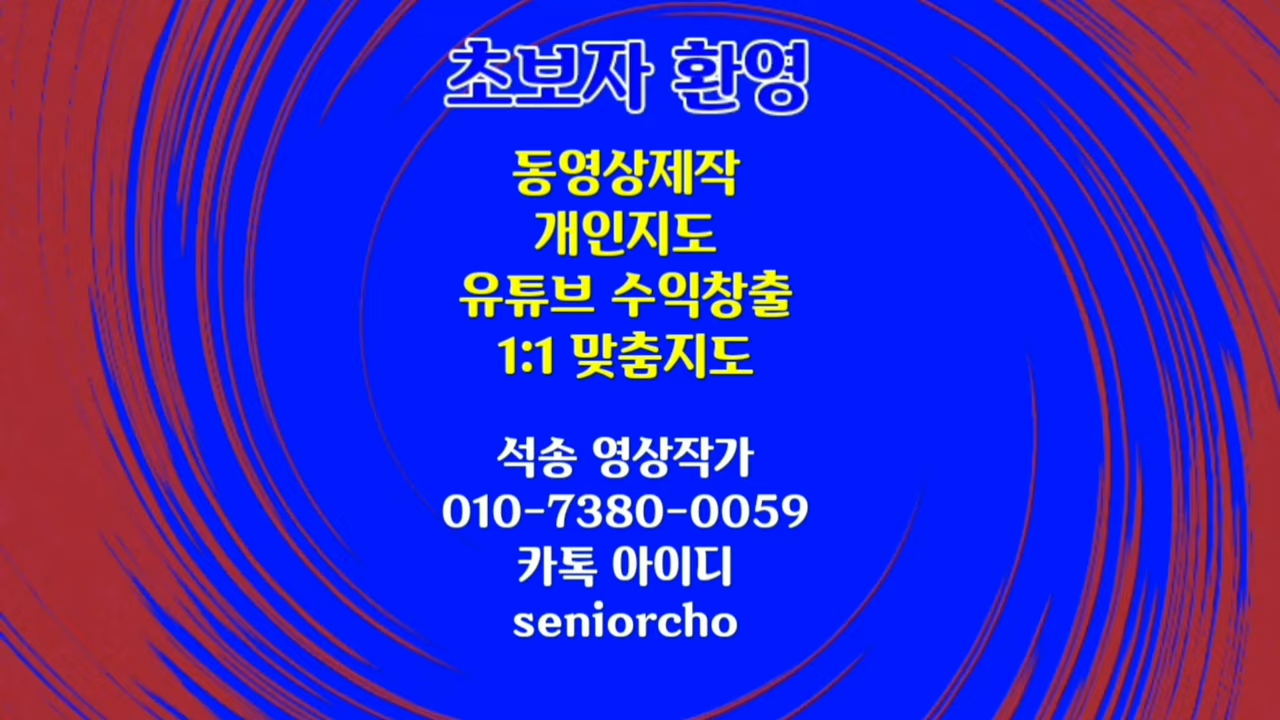 초보자 환영
동영상제작
개인지도
유튜브 수익창출
1:1 맞춤지도
석송 영상작가
010-7380-0059
카톡 아이디
seniorcho